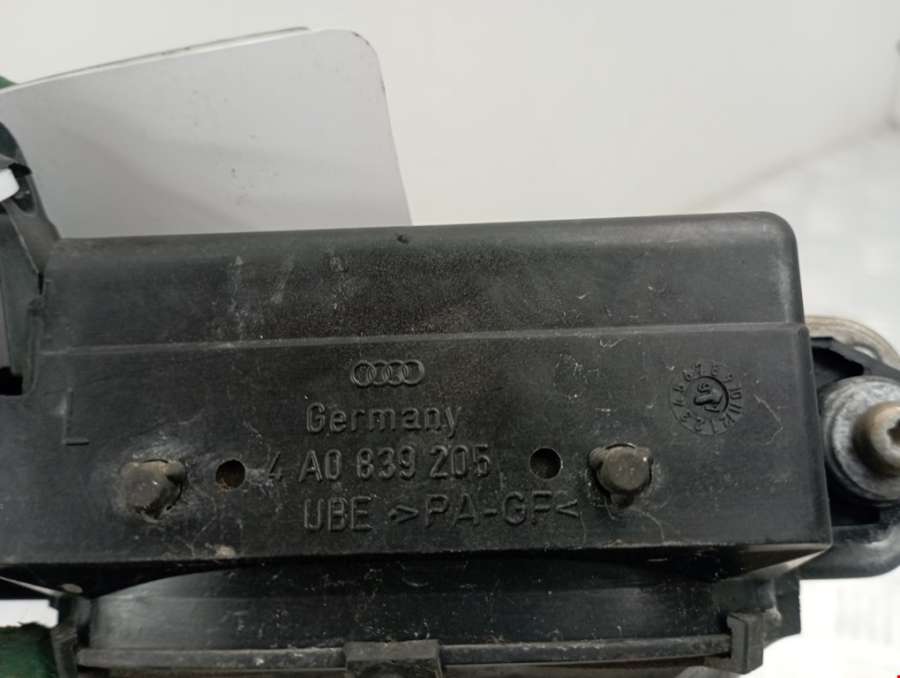 Germany
L
4A0 839 205
UBE >PA-GF<